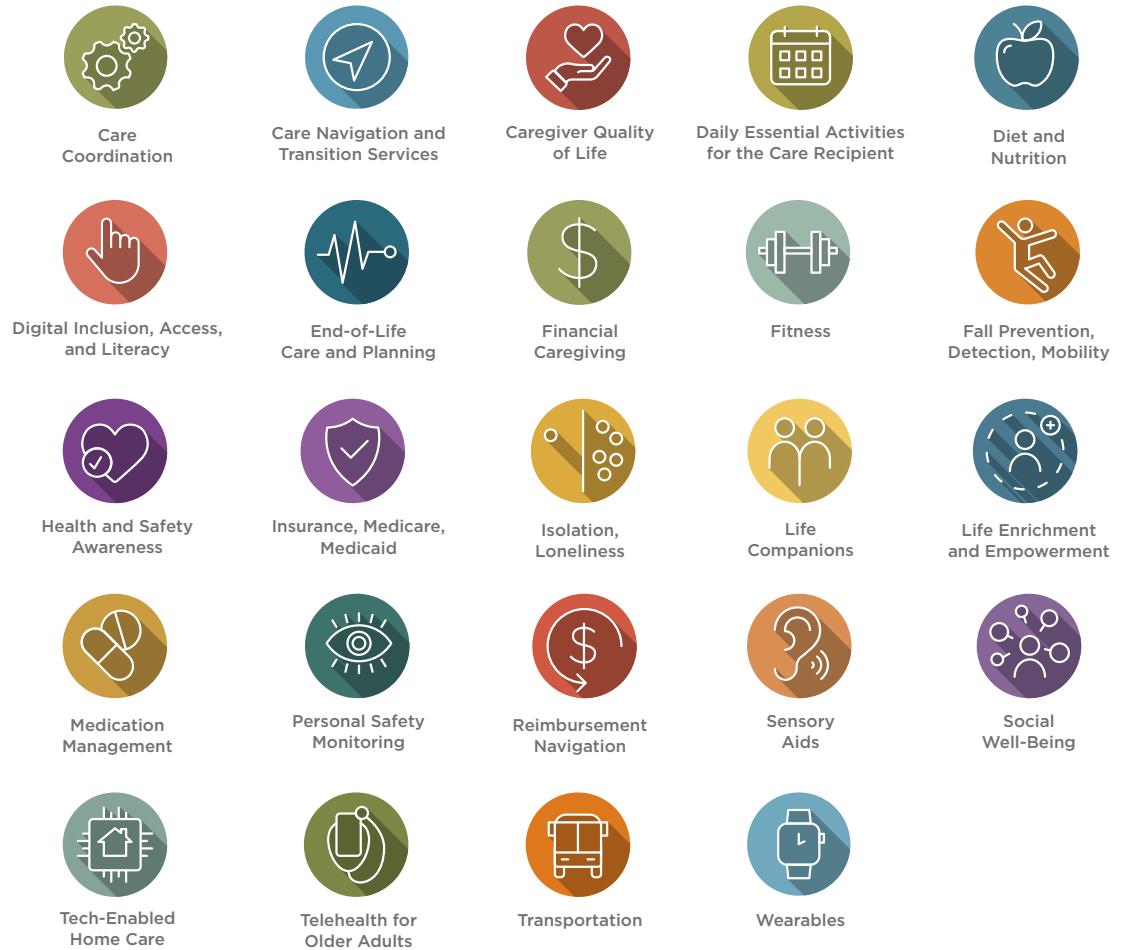 Care
Coordination
Care Navigation and
Transition Services
Caregiver Quality
of Life
Daily Essential Activities
for the Care Recipient
Diet and
Nutrition
Digital Inclusion, Access,
and Literacy
End-of-Life
Care and Planning
Financial
Caregiving
Fitness
Fall Prevention,
Detection, Mobility
Health and Safety
Awareness
Insurance, Medicare,
Medicaid
Isolation,
Loneliness
Life
Companions
Life Enrichment
and Empowerment
Medication
Management
Personal Safety
Monitoring
$
Reimbursement
Navigation
Sensory
Aids
Social
Well-Being
Tech-Enabled
Home Care
Telehealth for
Older Adults
Transportation
Wearables